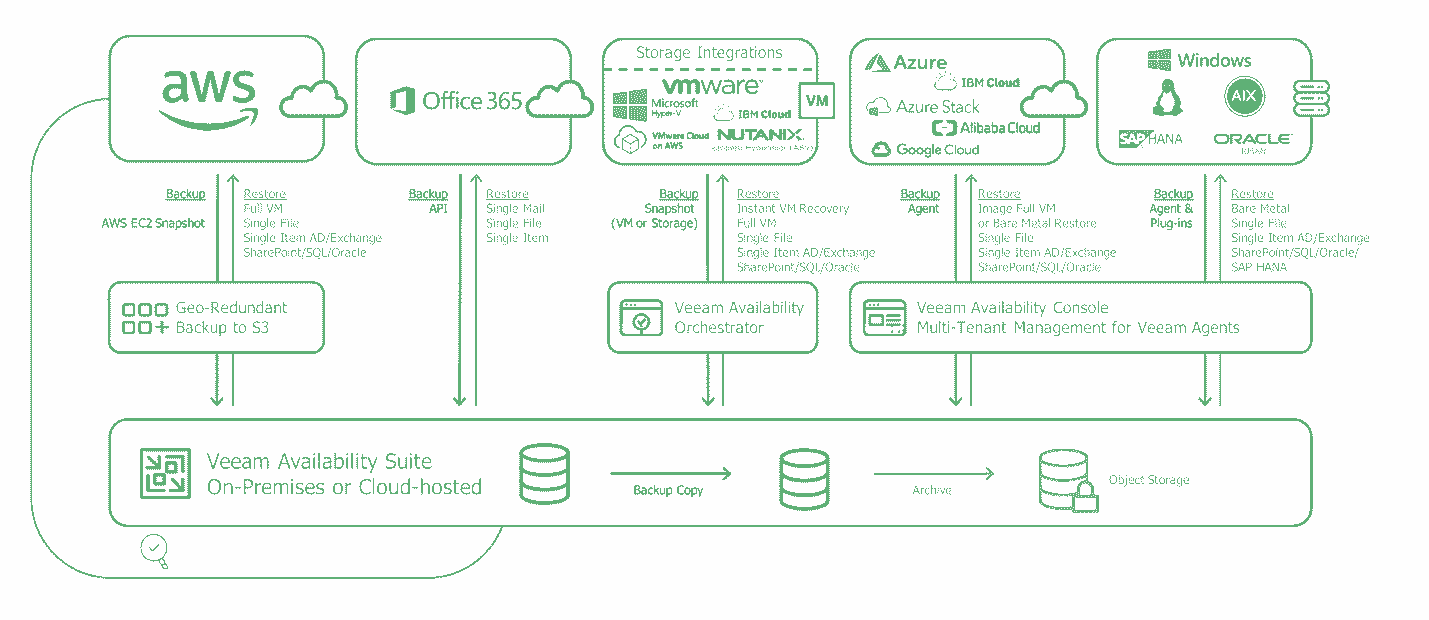 aws
Office 365
Storage Integrations
vmware
Microsoft
Hyper-V
IBM Cloud
VMware Cloud
on AWS
NUTANIX
VM
Azure
IBM Cloud
Azure Stack
Alibaba Cloud
Google Cloud
Windows
AIX
SAP HANA
ORACLE
Backup
AWS EC2 Snapshot
Restore
Full VM
Single File
Single Item AD/Exchange
SharePoint/SQL/Oracle
Backup
API
Restore
Single Mail
Single File
Single Item
Backup
Snapshot
(VM or Storage)
Restore
Instant VM Recovery
Full VM
Single File
Single Item AD/Exchange
SharePoint/SQL/Oracle
Backup
Agent
Restore
Image Full VM
or Bare Metal Restore
Single File
Single Item AD/Exchange
SharePoint/SQL/Oracle
Backup
Agent &
Plug-ins
Restore
Bare Metal
Single File
Single Item AD/Exchange
SharePoint/SQL/Oracle/
SAP HANA
Geo-Redundant
Backup to S3
Veeam Availability
Orchestrator
Veeam Availability Console
Multi-Tenant Management for Veeam Agents
Veeam Availability Suite
On-Premises or Cloud-hosted
Backup Copy
Archive
Object Storage